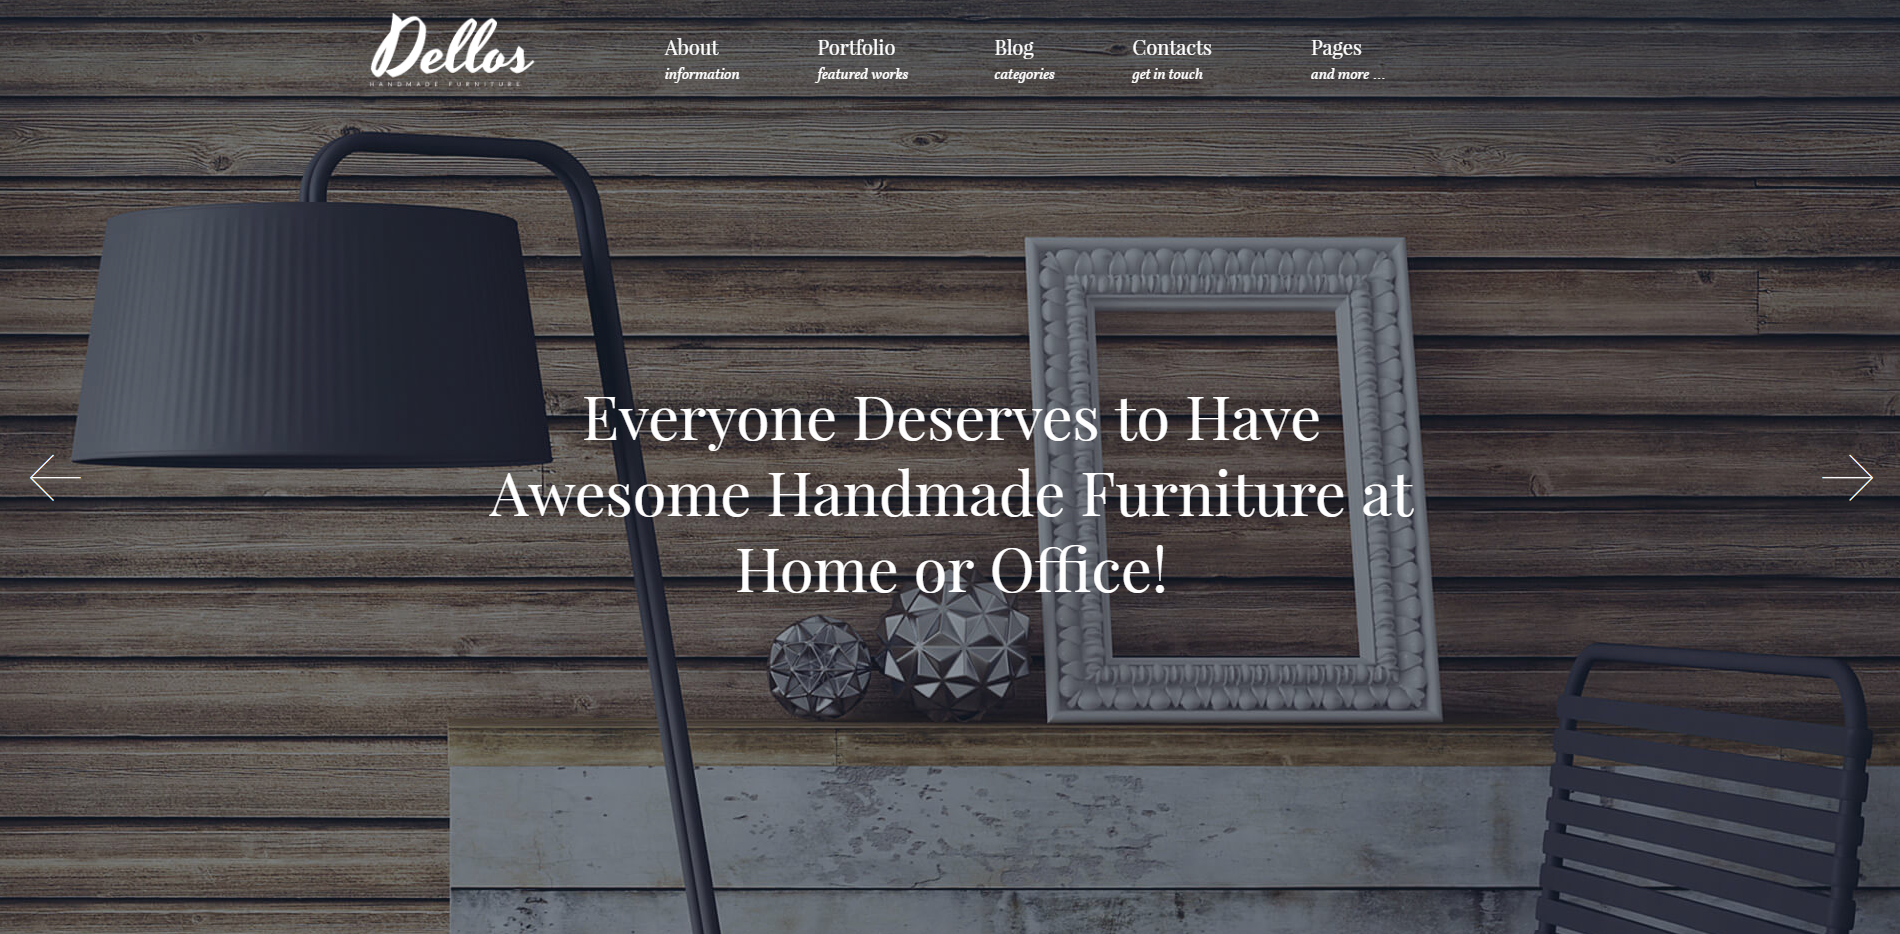 Dellos
HANDMADE FURNITURE
About
information
Portfolio
featured works
Blog
categories
Contacts
get in touch
Pages
and more ...
Everyone Deserves to Have
Awesome Handmade Furniture at
Home or Office!